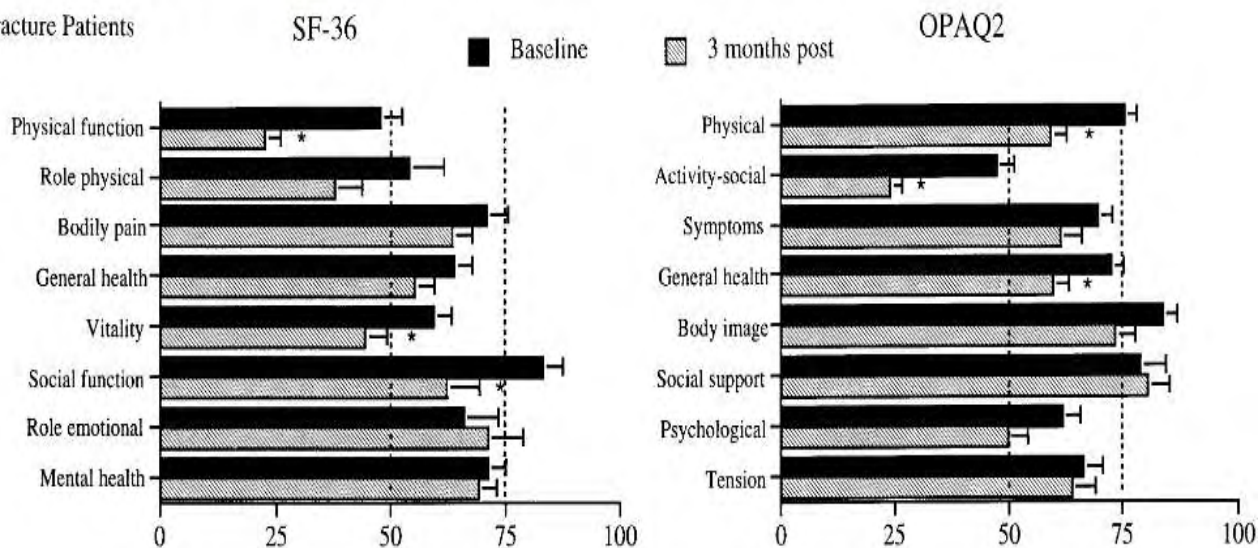 acture Patients
SF-36
OPAQ2
Baseline
3 months post
Physical function
*
Role physical
Bodily pain
General health
Vitality
*
Social function
*
Role emotional
Mental health
0 25 50 75 100
Physical
*
Activity-social
*
Symptoms
General health
*
Body image
Social support
Psychological
Tension
0 25 50 75 100